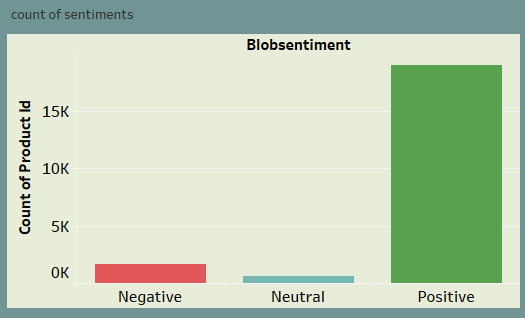 count of sentiments
Blobsentiment
Count of Product Id
15K
10K
5K
0K
Negative Neutral Positive